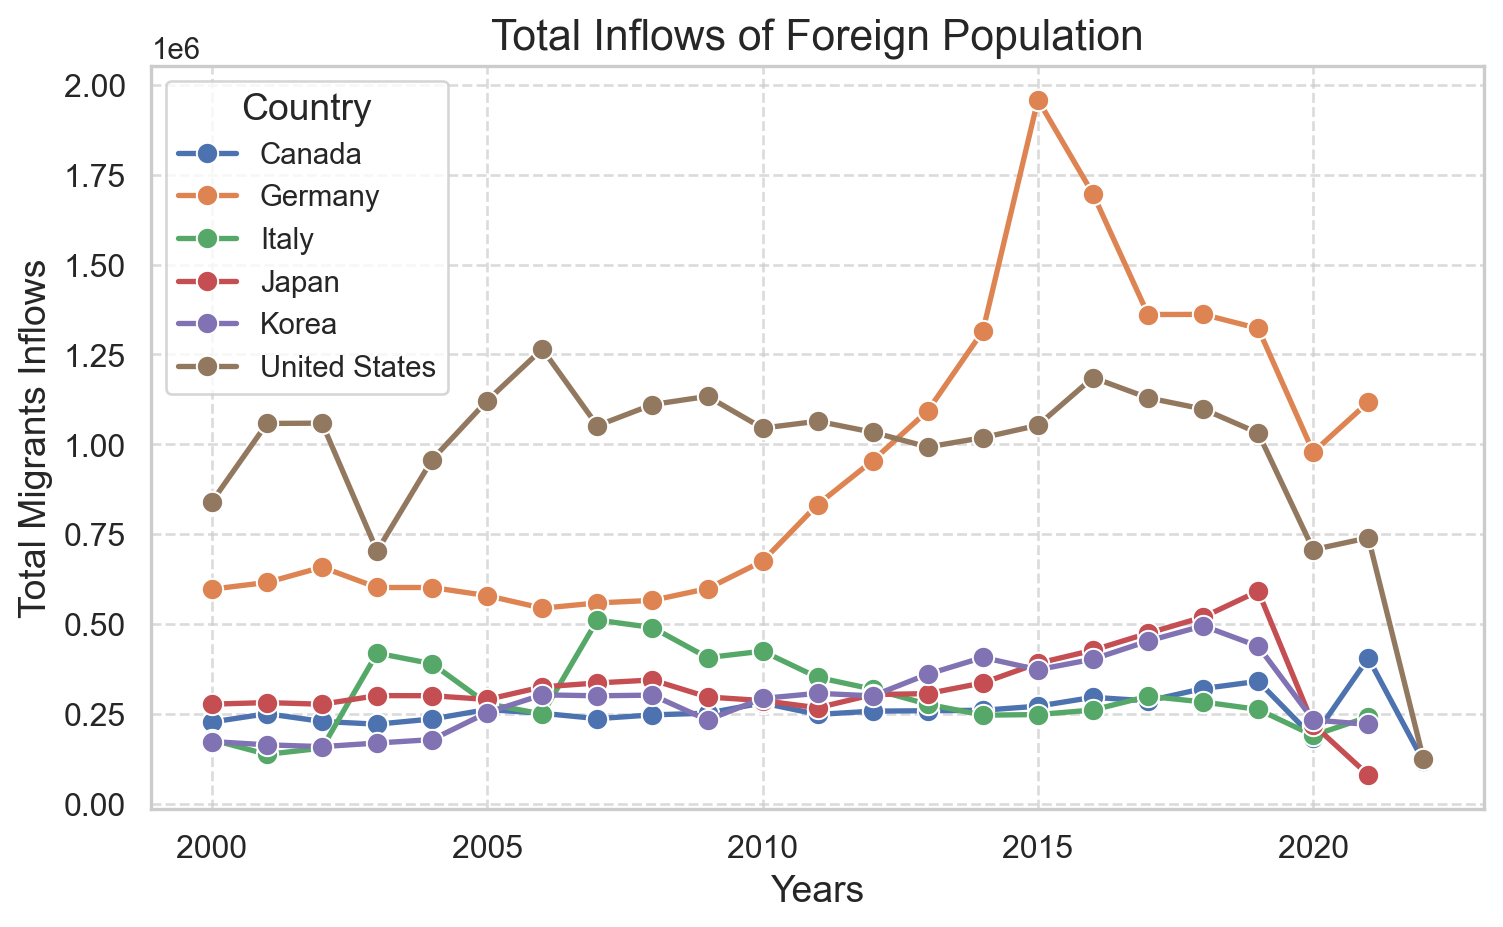 Total Inflows of Foreign Population
1e6
2.00
1.75
1.50
1.25
1.00
0.75
0.50
0.25
0.00
Total Migrants Inflows
Country
Canada
Germany
Italy
Japan
Korea
United States
2000 2005 2010 2015 2020
Years